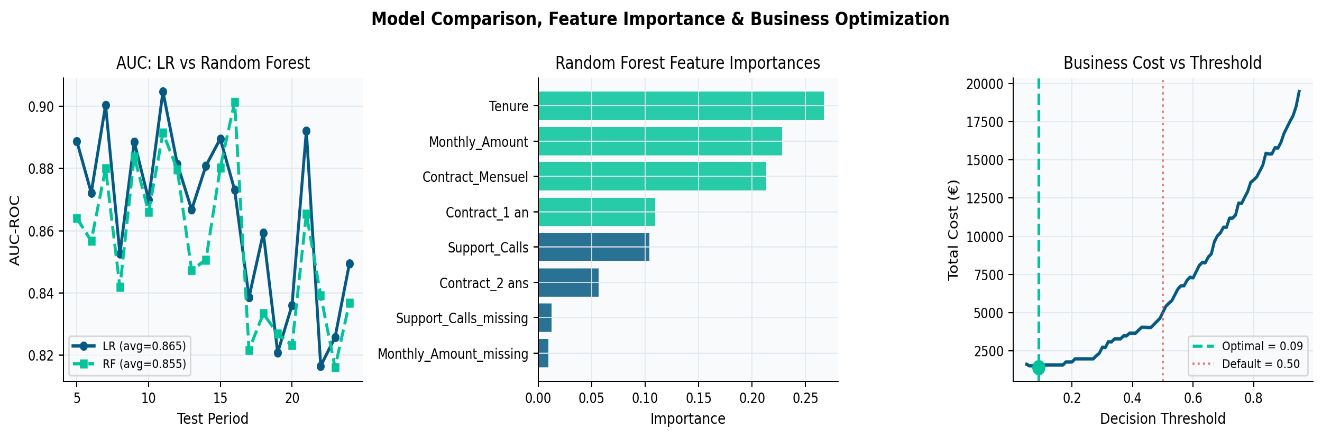 Model Comparison, Feature Importance & Business Optimization
AUC: LR vs Random Forest
AUC-ROC
0.90
0.88
0.86
0.84
0.82
5
10
15
20
Test Period
LR (avg=0.865)
RF (avg=0.855)
Random Forest Feature Importances
Tenure
Monthly_Amount
Contract_Mensuel
Contract_1 an
Support_Calls
Contract_2 ans
Support_Calls_missing
Monthly_Amount_missing
0.00
0.05
0.10
0.15
0.20
0.25
Importance
Business Cost vs Threshold
Total Cost (€)
20000
17500
15000
12500
10000
7500
5000
2500
0.2
0.4
0.6
0.8
Decision Threshold
Optimal = 0.09
Default = 0.50